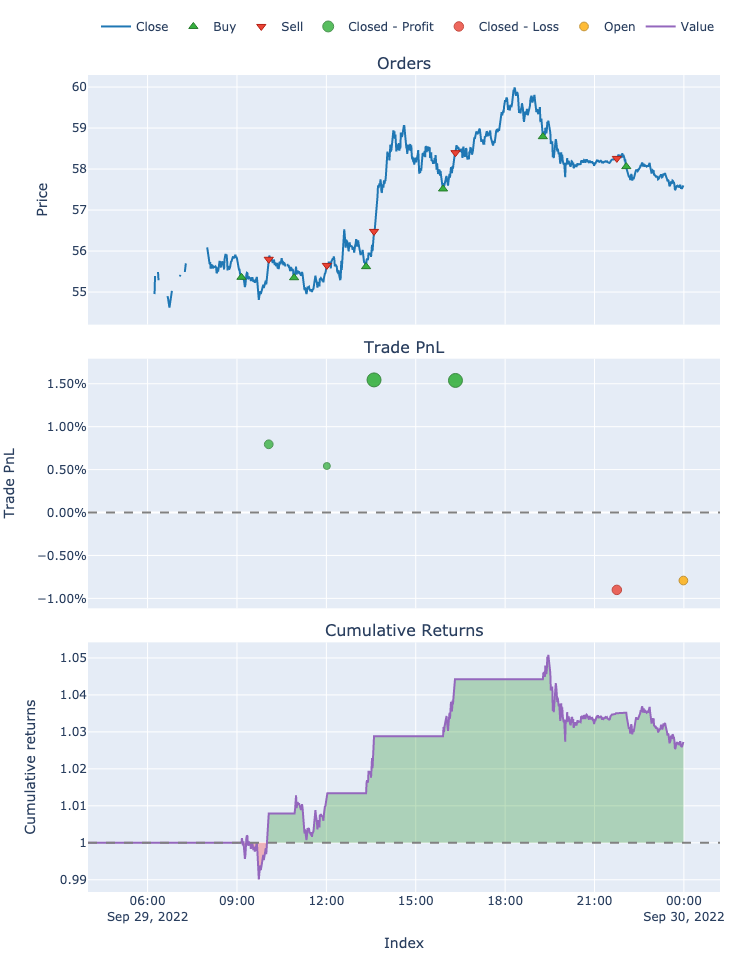 Close Buy Sell Closed - Profit Closed - Loss Open Value
Orders
60
59
58
57
56
55
Price
Trade PnL
1.50%
1.00%
0.50%
0.00%
−0.50%
−1.00%
Trade PnL
Cumulative Returns
1.05
1.04
1.03
1.02
1.01
1
0.99
Cumulative returns
06:00 09:00 12:00 15:00 18:00 21:00 00:00
Sep 29, 2022 Sep 30, 2022
Index